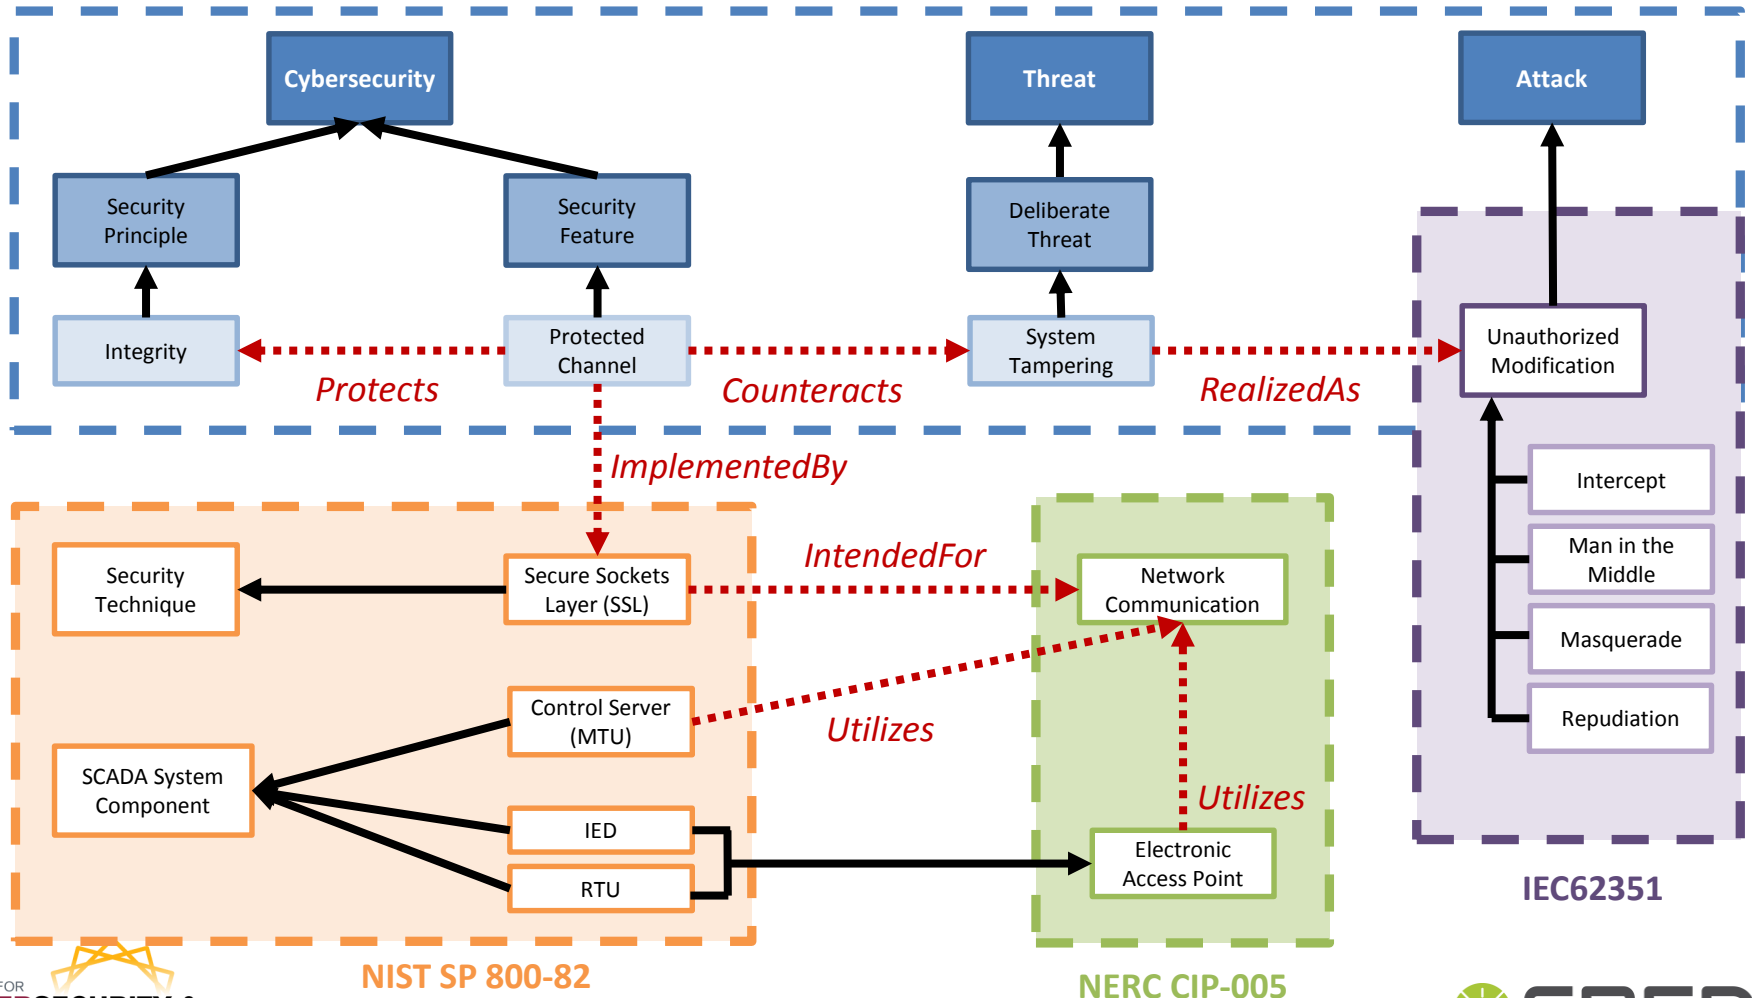 Cybersecurity
Threat
Attack
Security
Principle
Security
Feature
Deliberate
Threat
Integrity
Protected
Channel
System
Tampering
Unauthorized
Modification
Protects
Counteracts
RealizedAs
ImplementedBy
Intercept
Man in the
Middle
Masquerade
Repudiation
IEC62351
Security
Technique
Secure Sockets
Layer (SSL)
IntendedFor
Network
Communication
Control Server
(MTU)
Utilizes
SCADA System
Component
IED
RTU
Utilizes
Electronic
Access Point
NIST SP 800-82
NERC CIP-005
FOR